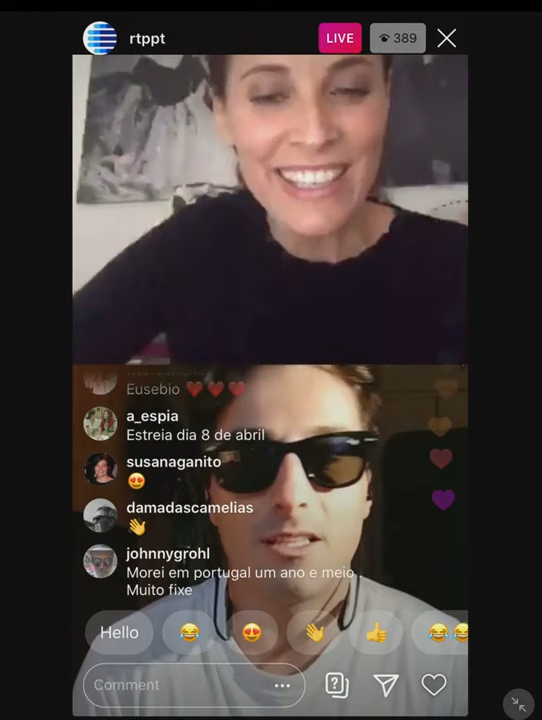 rtppt
LIVE
389
Eusebio ❤️❤️❤️
a_espia
Estreia dia 8 de abril
susanaganito
😍
damadascamelias
👋
johnnygrohl
Morei em portugal um ano e meio .
Muito fixe
Hello 😂 😍 👋 👍 😂😂
Comment